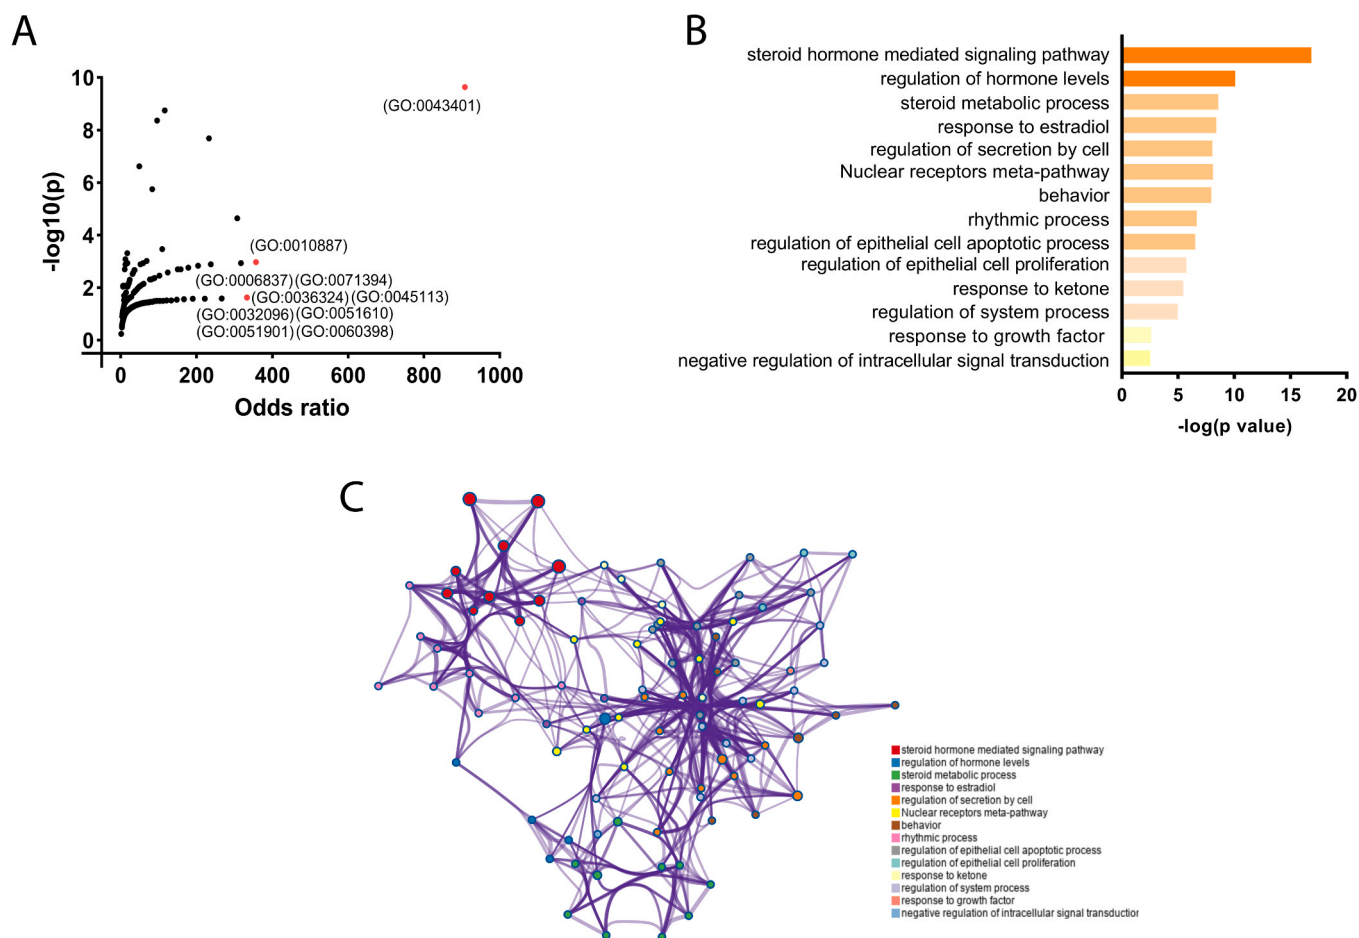 A
10
8
6
4
2
0
-log10(p)
(GO:0043401)
(GO:0010887)
(GO:0006837) (GO:0071394)
(GO:0036324) (GO:0045113)
(GO:0032096) (GO:0051610)
(GO:0051901) (GO:0060398)
0 200 400 600 800 1000
Odds ratio
B
steroid hormone mediated signaling pathway
regulation of hormone levels
steroid metabolic process
response to estradiol
regulation of secretion by cell
Nuclear receptors meta-pathway
behavior
rhythmic process
regulation of epithelial cell apoptotic process
regulation of epithelial cell proliferation
response to ketone
regulation of system process
response to growth factor
negative regulation of intracellular signal transduction
0 5 10 15 20
-log(p value)
C
steroid hormone mediated signaling pathway
regulation of hormone levels
steroid metabolic process
response to estradiol
regulation of secretion by cell
Nuclear receptors meta-pathway
behavior
rhythmic process
regulation of epithelial cell apoptotic process
regulation of epithelial cell proliferation
response to ketone
regulation of system process
response to growth factor
negative regulation of intracellular signal transduction